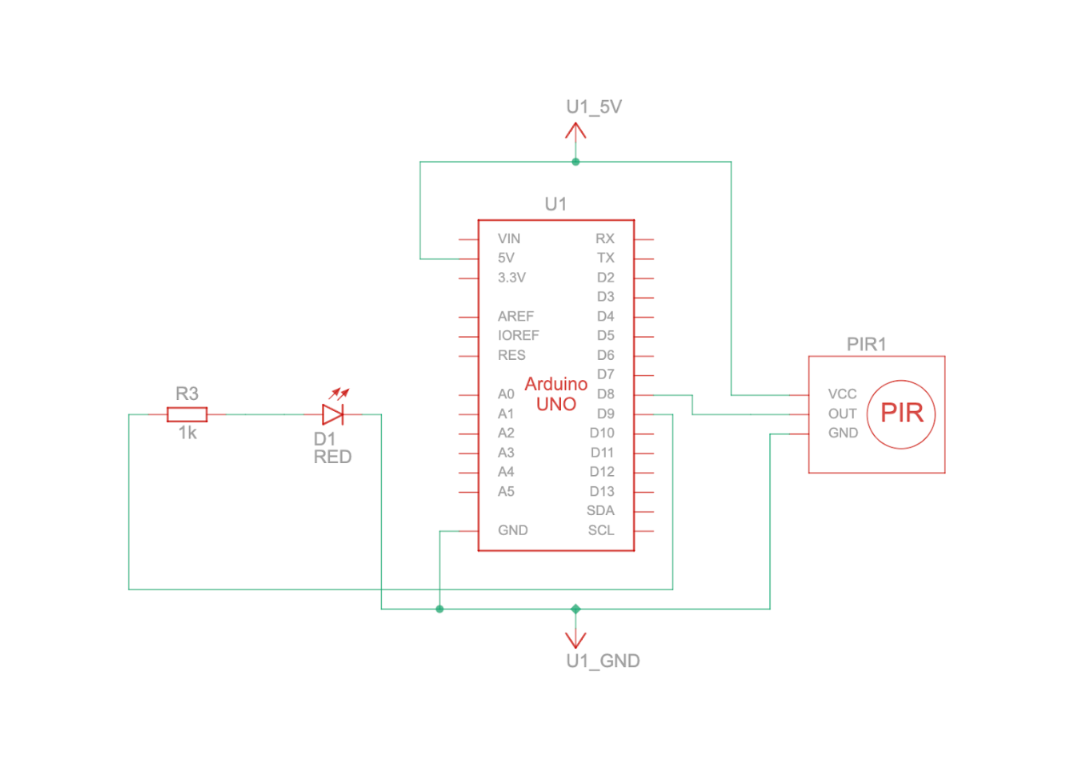 U1_5V
U1
VIN
5V
3.3V
AREF
IOREF
RES
A0
A1
A2
A3
A4
A5
GND
Arduino
UNO
RX
TX
D2
D3
D4
D5
D6
D7
D8
D9
D10
D11
D12
D13
SDA
SCL
PIR1
VCC
OUT
GND
PIR
R3
1k
D1
RED
U1_GND